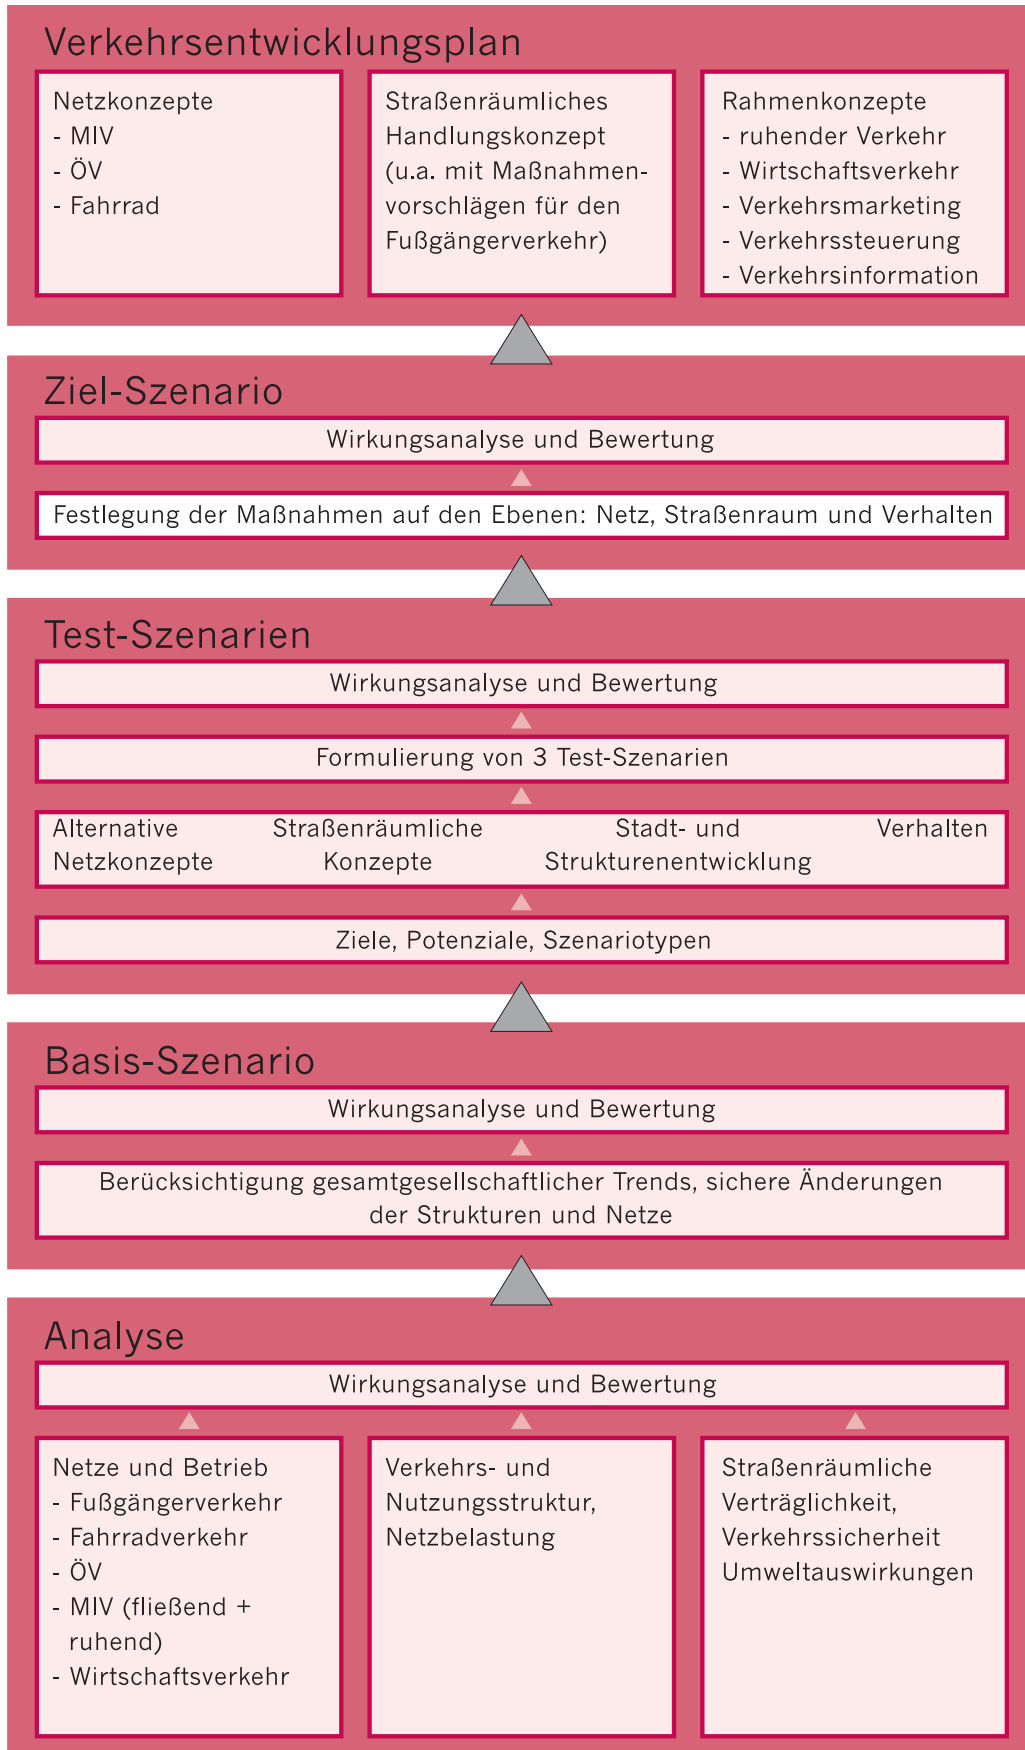 Verkehrsentwicklungsplan
Netzkonzepte
- MIV
- ÖV
- Fahrrad
Straßenräumliches
Handlungskonzept
(u.a. mit Maßnahmen-
vorschlägen für den
Fußgängerverkehr)
Rahmenkonzepte
- ruhender Verkehr
- Wirtschaftsverkehr
- Verkehrsmarketing
- Verkehrssteuerung
- Verkehrsinformation
Ziel-Szenario
Wirkungsanalyse und Bewertung
Festlegung der Maßnahmen auf den Ebenen: Netz, Straßenraum und Verhalten
Test-Szenarien
Wirkungsanalyse und Bewertung
Formulierung von 3 Test-Szenarien
Alternative
Netzkonzepte
Straßenräumliche
Konzepte
Stadt- und
Strukturenentwicklung
Verhalten
Ziele, Potenziale, Szenariotypen
Basis-Szenario
Wirkungsanalyse und Bewertung
Berücksichtigung gesamtgesellschaftlicher Trends, sichere Änderungen
der Strukturen und Netze
Analyse
Wirkungsanalyse und Bewertung
Netze und Betrieb
- Fußgängerverkehr
- Fahrradverkehr
- ÖV
- MIV (fließend +
ruhend)
- Wirtschaftsverkehr
Verkehrs- und
Nutzungsstruktur,
Netzbelastung
Straßenräumliche
Verträglichkeit,
Verkehrssicherheit
Umweltauswirkungen